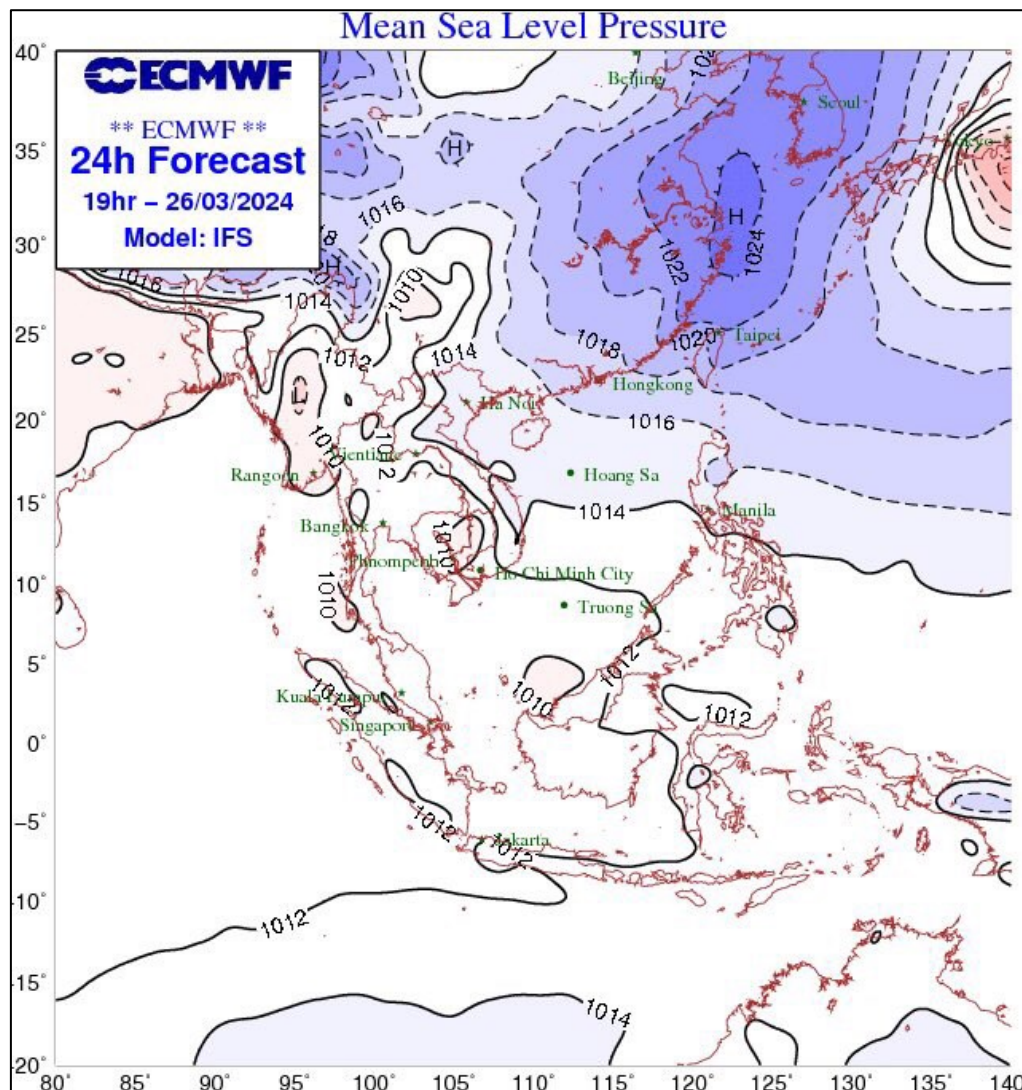 Mean Sea Level Pressure
40°
35°
30°
25°
20°
15°
10°
5°
0°
−5°
−10°
−15°
−20°
ECMWF
** ECMWF **
24h Forecast
19hr – 26/03/2024
Model: IFS
Beijing
Seoul
H
1016
H
1024
1022
H
1016
1014
1010
1012
1014
1018
1020
Taipei
Hongkong
L
Ha Noi
1016
1010
Vientiane
1012
Rangoon
Hoang Sa
1014
Manila
Bangkok
1010
Phnompenh
Ho Chi Minh City
1010
Truong Sa
1012
1010
1012
Kuala Lumpur
1012
Singapore
1012
Jakarta
1012
1012
1014
80 85° 90° 95° 100° 105° 110° 115° 120° 125° 130° 135° 140